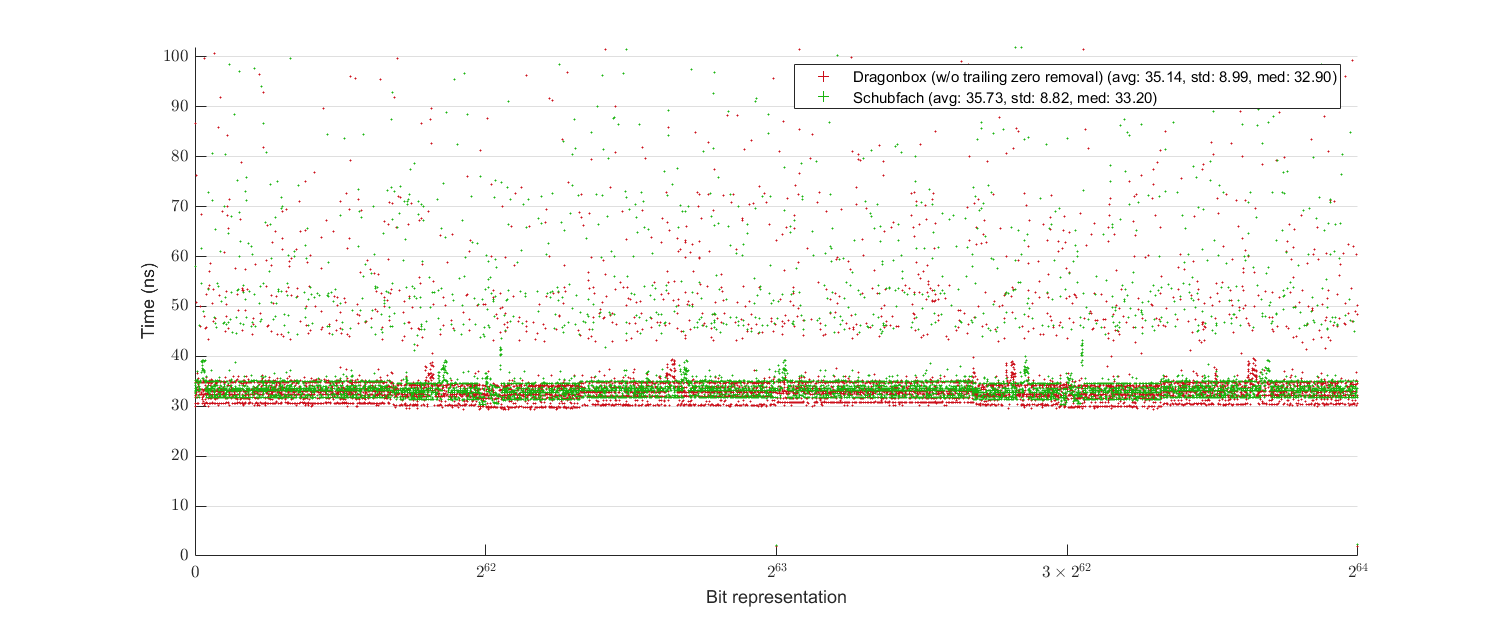 100
90
80
70
60
50
40
30
20
10
0
Time (ns)
Dragonbox (w/o trailing zero removal) (avg: 35.14, std: 8.99, med: 32.90)
Schubfach (avg: 35.73, std: 8.82, med: 33.20)
0 2^62 2^63 3 × 2^62 2^64
Bit representation